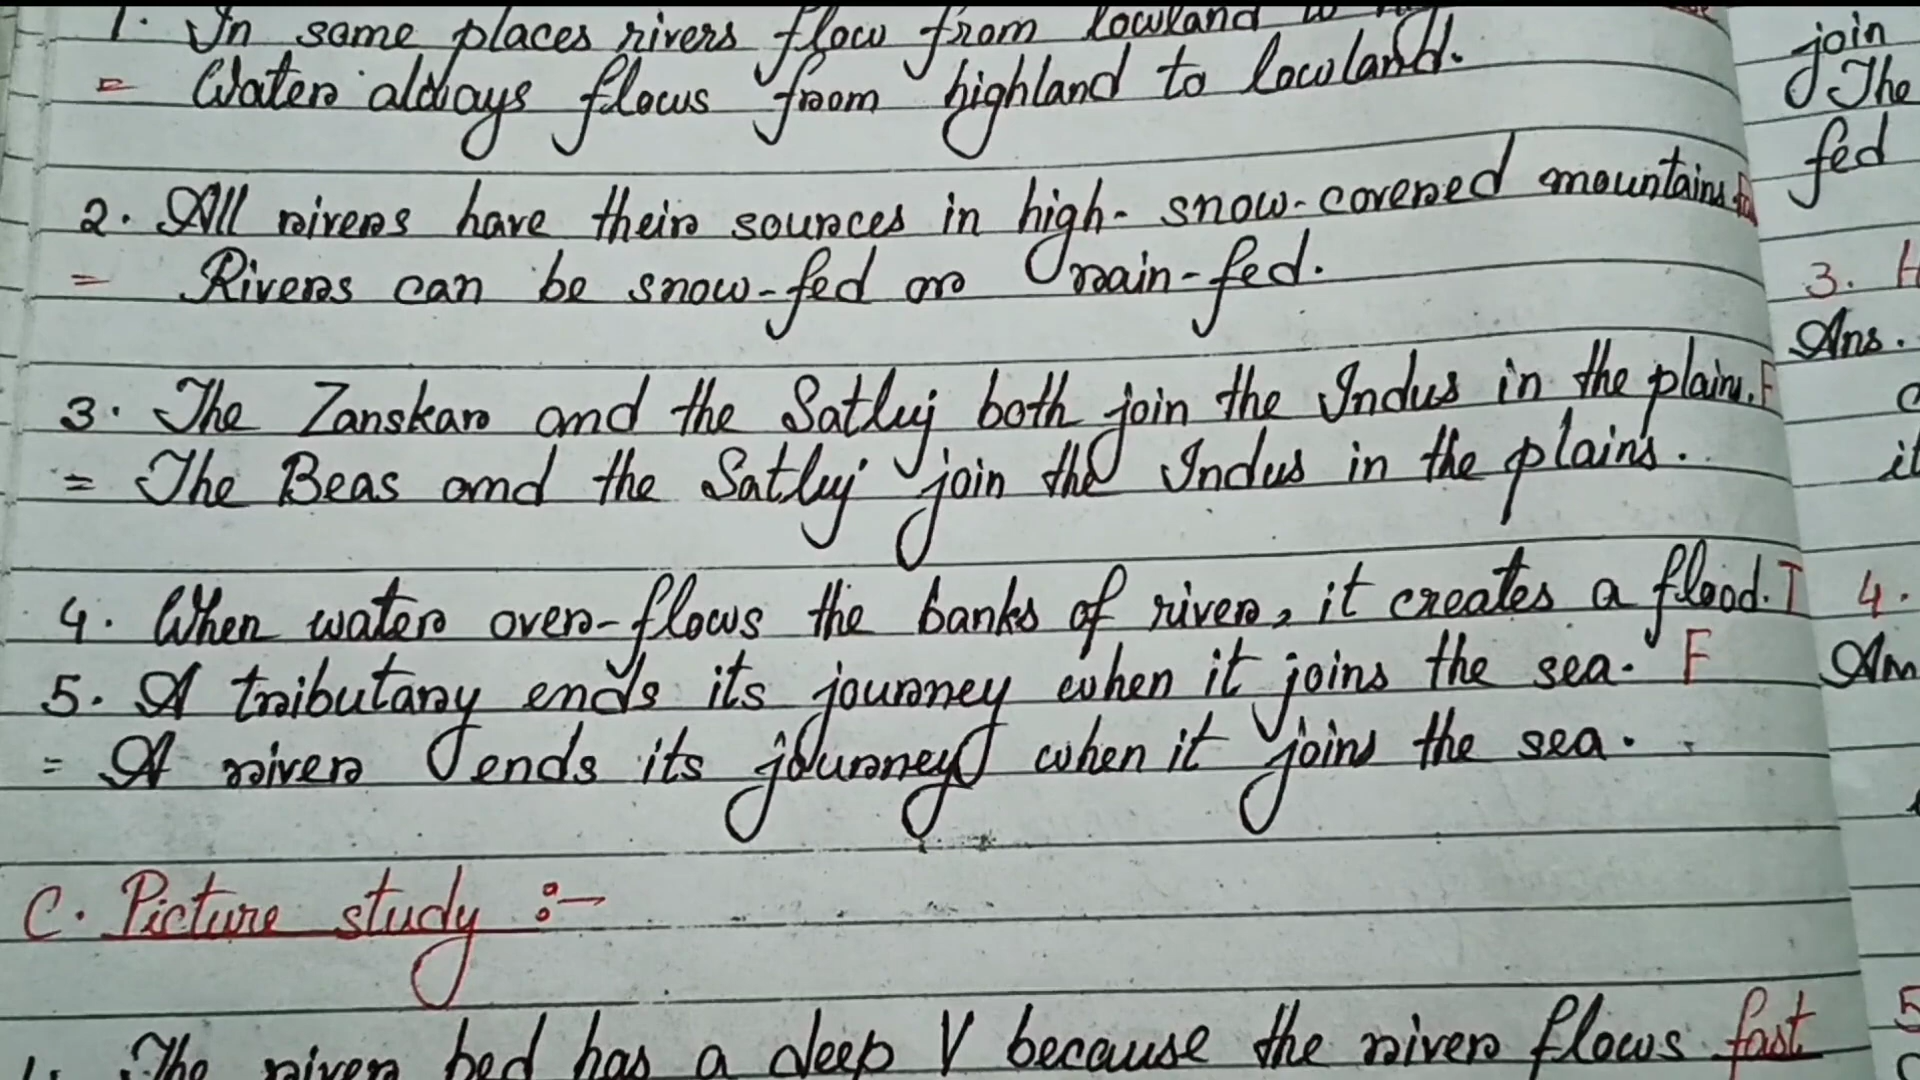 1. In some places rivers flow from lowland to
= Water always flows from highland to lowland.
2. All rivers have their sources in high- snow-covered mountains.
= Rivers can be snow-fed or rain-fed.
3. The Zanskar and the Satluj both join the Indus in the plains. F
= The Beas and the Satluj join the Indus in the plains.
4. When water over-flows the banks of river, it creates a flood. T
5. A tributary ends its journey when it joins the sea. F
= A river ends its journey when it joins the sea.
C. Picture study :-
1. The river bed has a deep V because the river flows fast
join
The
fed
3. H
Ans.
4.
5